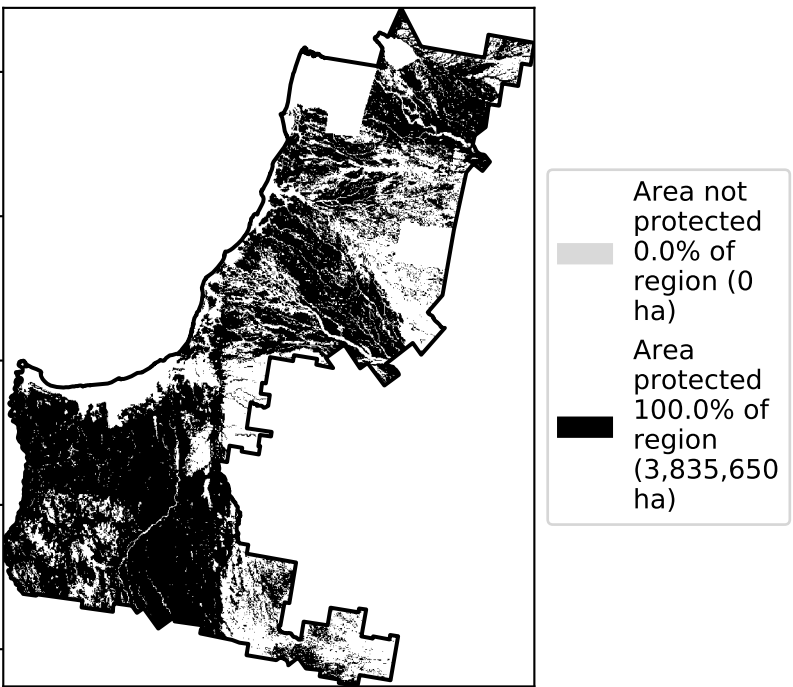 Area not
protected
0.0% of
region (0
ha)
Area
protected
100.0% of
region
(3,835,650
ha)